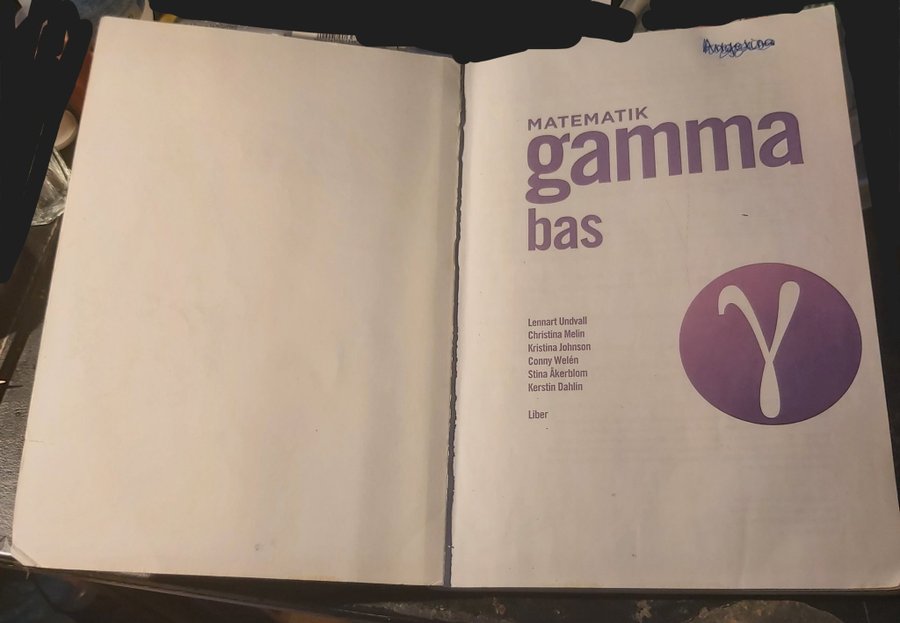 MATEMATIK
gamma
bas
Lennart Undvall
Christina Melin
Kristina Johnson
Conny Welén
Stina Åkerblom
Kerstin Dahlin
Liber
γ